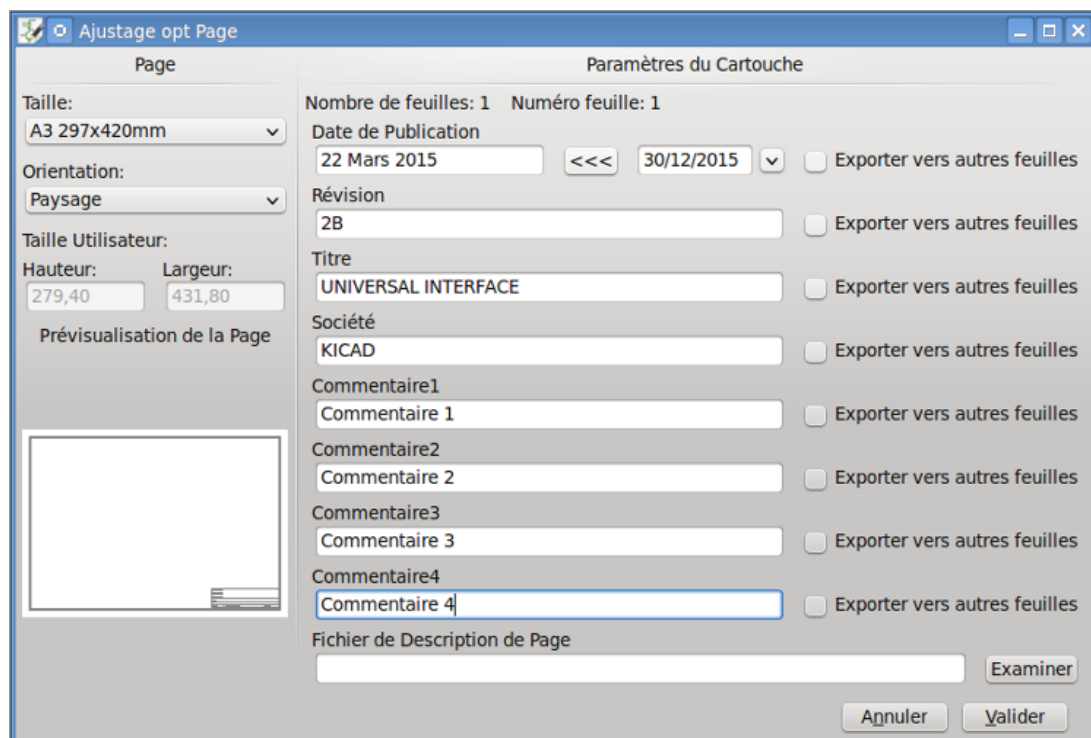 Ajustage opt Page
Page
Taille:
A3 297x420mm
Orientation:
Paysage
Taille Utilisateur:
Hauteur: Largeur:
279,40 431,80
Prévisualisation de la Page
Paramètres du Cartouche
Nombre de feuilles: 1 Numéro feuille: 1
Date de Publication
22 Mars 2015 <<< 30/12/2015 Exporter vers autres feuilles
Révision
2B Exporter vers autres feuilles
Titre
UNIVERSAL INTERFACE Exporter vers autres feuilles
Société
KICAD Exporter vers autres feuilles
Commentaire1
Commentaire 1 Exporter vers autres feuilles
Commentaire2
Commentaire 2 Exporter vers autres feuilles
Commentaire3
Commentaire 3 Exporter vers autres feuilles
Commentaire4
Commentaire 4 Exporter vers autres feuilles
Fichier de Description de Page
Examiner
Annuler Valider